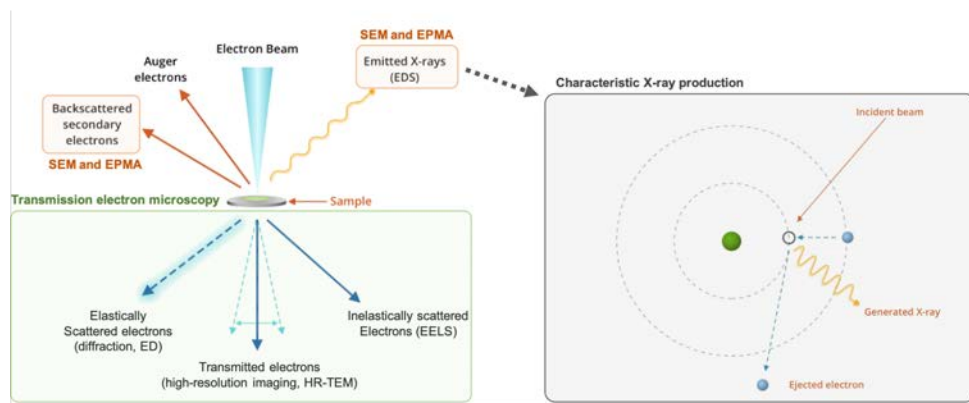 SEM and EPMA
Electron Beam
Emitted X-rays
(EDS)
Auger
electrons
Backscattered
secondary
electrons
SEM and EPMA
Transmission electron microscopy
Sample
Elastically
Scattered electrons
(diffraction, ED)
Inelastically scattered
Electrons (EELS)
Transmitted electrons
(high-resolution imaging, HR-TEM)
Characteristic X-ray production
Incident beam
Generated X-ray
Ejected electron